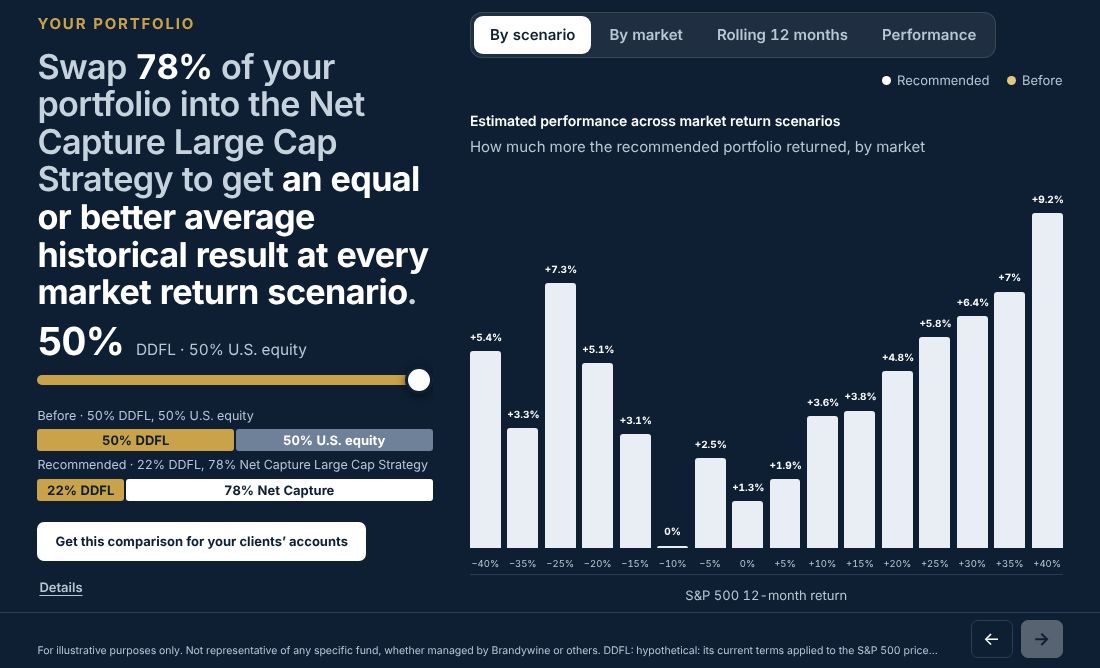 YOUR PORTFOLIO
Swap 78% of your
portfolio into the Net
Capture Large Cap
Strategy to get an equal
or better average
historical result at every
market return scenario.
50% DDFL · 50% U.S. equity
Before · 50% DDFL, 50% U.S. equity
50% DDFL 50% U.S. equity
Recommended · 22% DDFL, 78% Net Capture Large Cap Strategy
22% DDFL 78% Net Capture
Get this comparison for your clients’ accounts
Details
By scenario By market Rolling 12 months Performance
Recommended Before
Estimated performance across market return scenarios
How much more the recommended portfolio returned, by market
+5.4% +3.3% +7.3% +5.1% +3.1% 0% +2.5% +1.3% +1.9% +3.6% +3.8% +4.8% +5.8% +6.4% +7% +9.2%
−40% −35% −25% −20% −15% −10% −5% 0% +5% +10% +15% +20% +25% +30% +35% +40%
S&P 500 12-month return
For illustrative purposes only. Not representative of any specific fund, whether managed by Brandywine or others. DDFL: hypothetical: its current terms applied to the S&P 500 price...